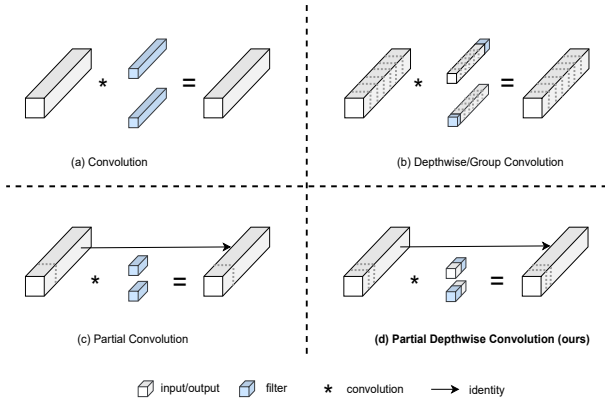 * =
* =
(a) Convolution
(b) Depthwise/Group Convolution
* =
* =
(c) Partial Convolution
(d) Partial Depthwise Convolution (ours)
input/output filter * convolution identity